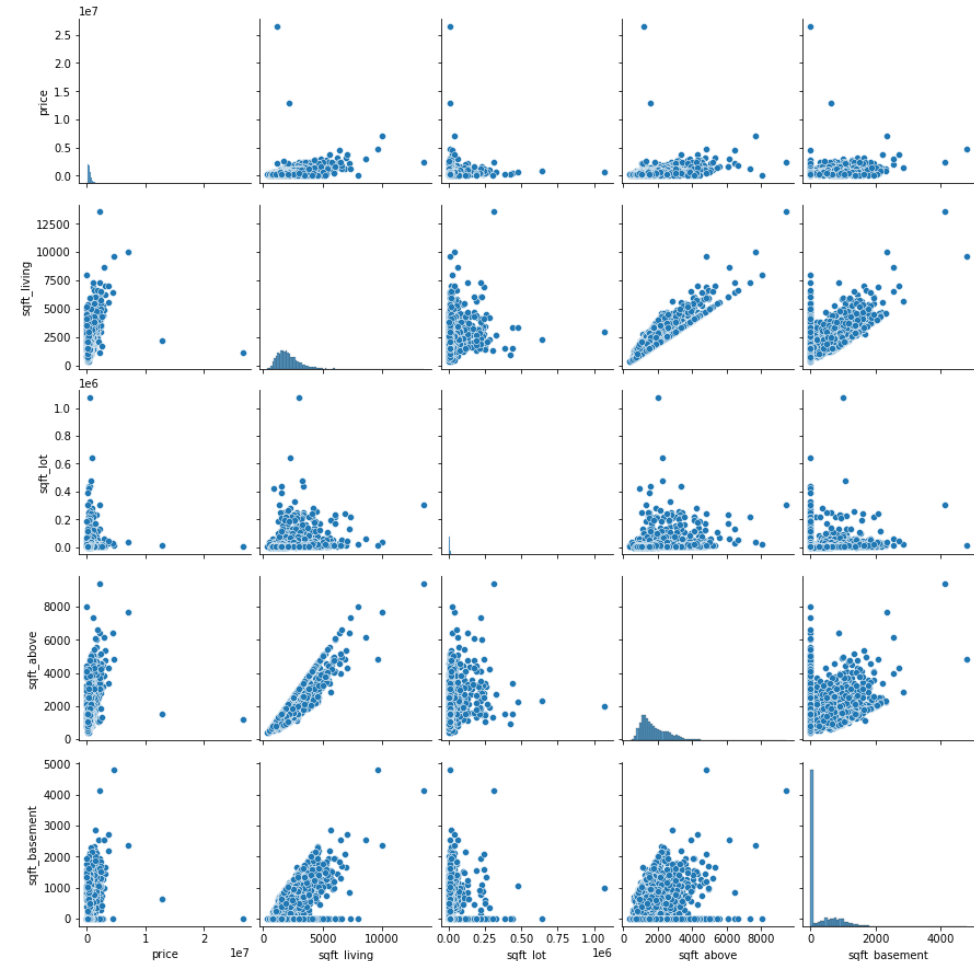 1e7
2.5
2.0
1.5
1.0
0.5
0.0
price
12500
10000
7500
5000
2500
0
sqft_living
1e6
1.0
0.8
0.6
0.4
0.2
0.0
sqft_lot
8000
6000
4000
2000
0
sqft_above
5000
4000
3000
2000
1000
0
sqft_basement
0 1 2 1e7
price
0 5000 10000
sqft_living
0.00 0.25 0.50 0.75 1.00 1e6
sqft_lot
0 2000 4000 6000 8000
sqft_above
0 2000 4000
sqft_basement